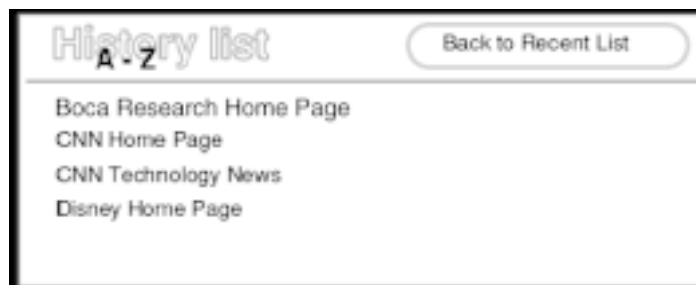 History list
A - Z
Back to Recent List
Boca Research Home Page
CNN Home Page
CNN Technology News
Disney Home Page